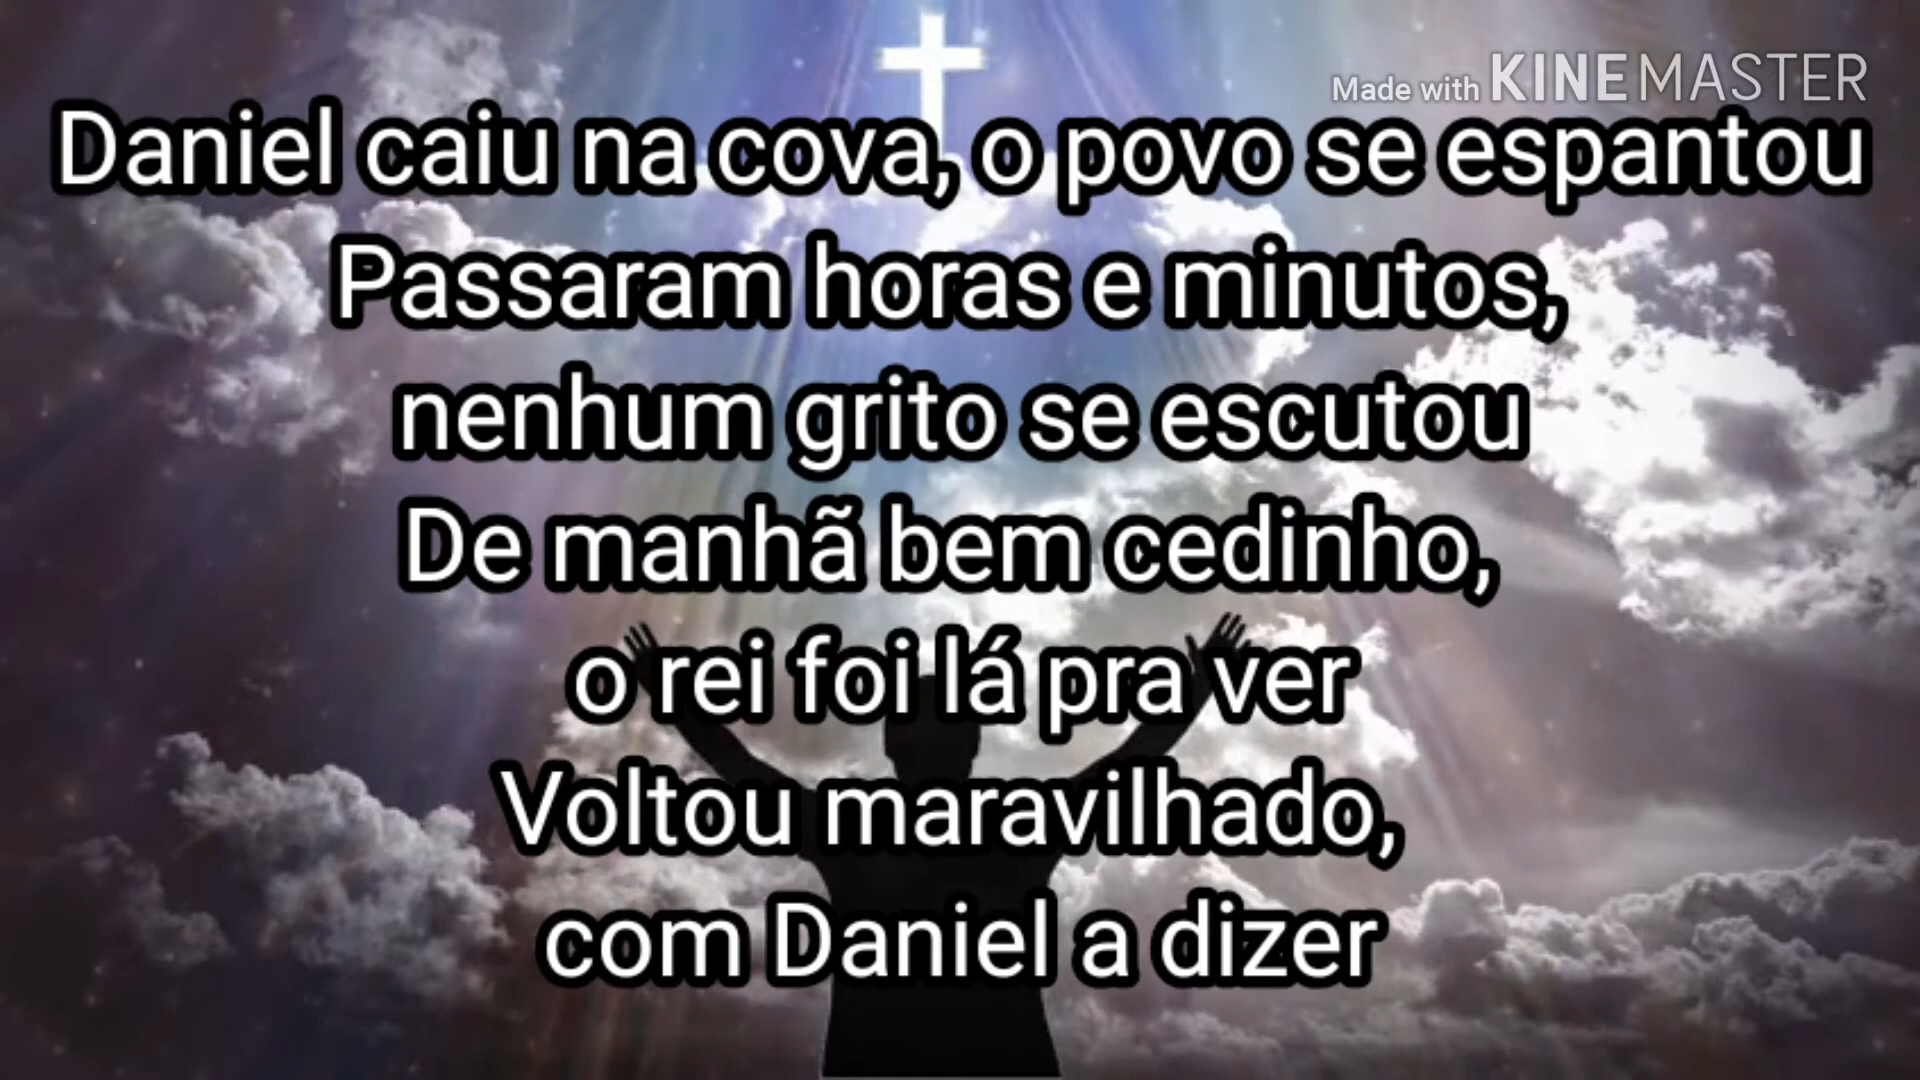 Made with KINEMASTER
Daniel caiu na cova, o povo se espantou
Passaram horas e minutos,
nenhum grito se escutou
De manhã bem cedinho,
o rei foi lá pra ver
Voltou maravilhado,
com Daniel a dizer